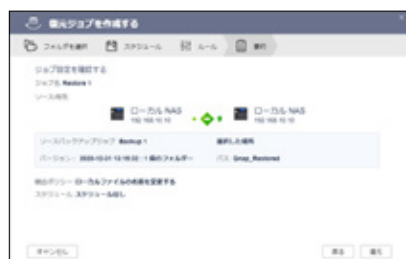 復元ジョブを作成する
フォルダを選択 スケジュール ルール 要約
ジョブ設定を確認する
ジョブ名 Restore 1
ソース場所
ローカル NAS ローカル NAS
ソースバックアップジョブ Backup 1 選択した場所
パス Qnap_Restored
競合ポリシー ローカルファイルの名前を変更する
スケジュール スケジュールなし
キャンセル 戻る 復元